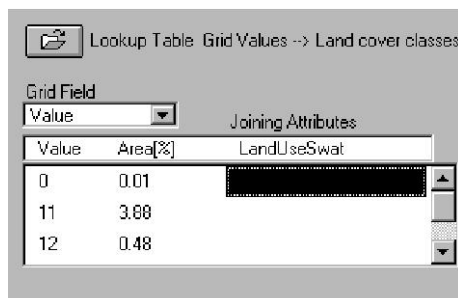 Lookup Table Grid Values --> Land cover classes
Grid Field
Value
Joining Attributes
Value Area[%] LandUseSwat
0 0.01
11 3.88
12 0.48